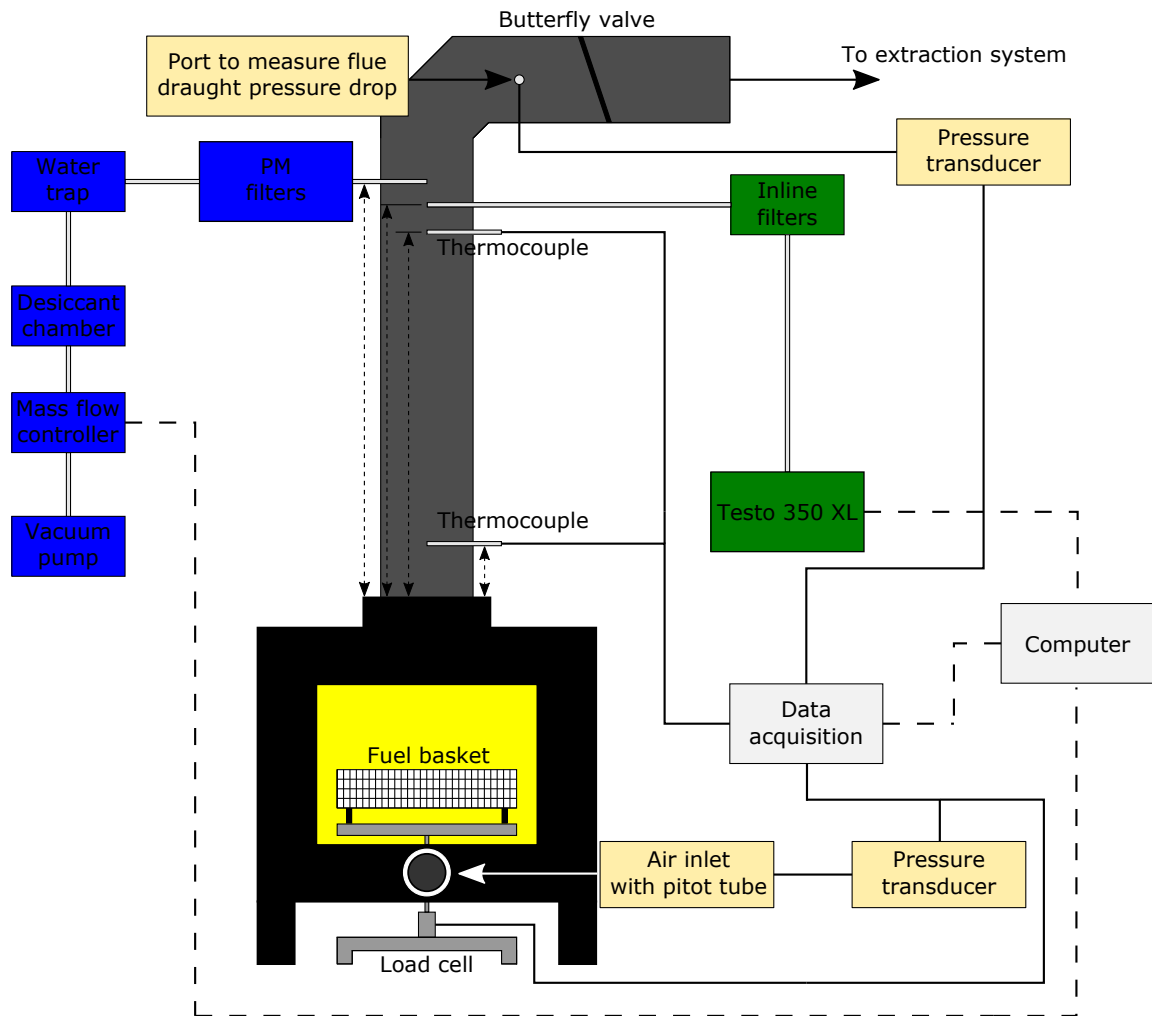 Butterfly valve
Port to measure flue
draught pressure drop
To extraction system
Pressure
transducer
Water
trap
PM
filters
Inline
filters
Thermocouple
Desiccant
chamber
Mass flow
controller
Vacuum
pump
Thermocouple
Testo 350 XL
Computer
Data
acquisition
Fuel basket
Air inlet
with pitot tube
Pressure
transducer
Load cell